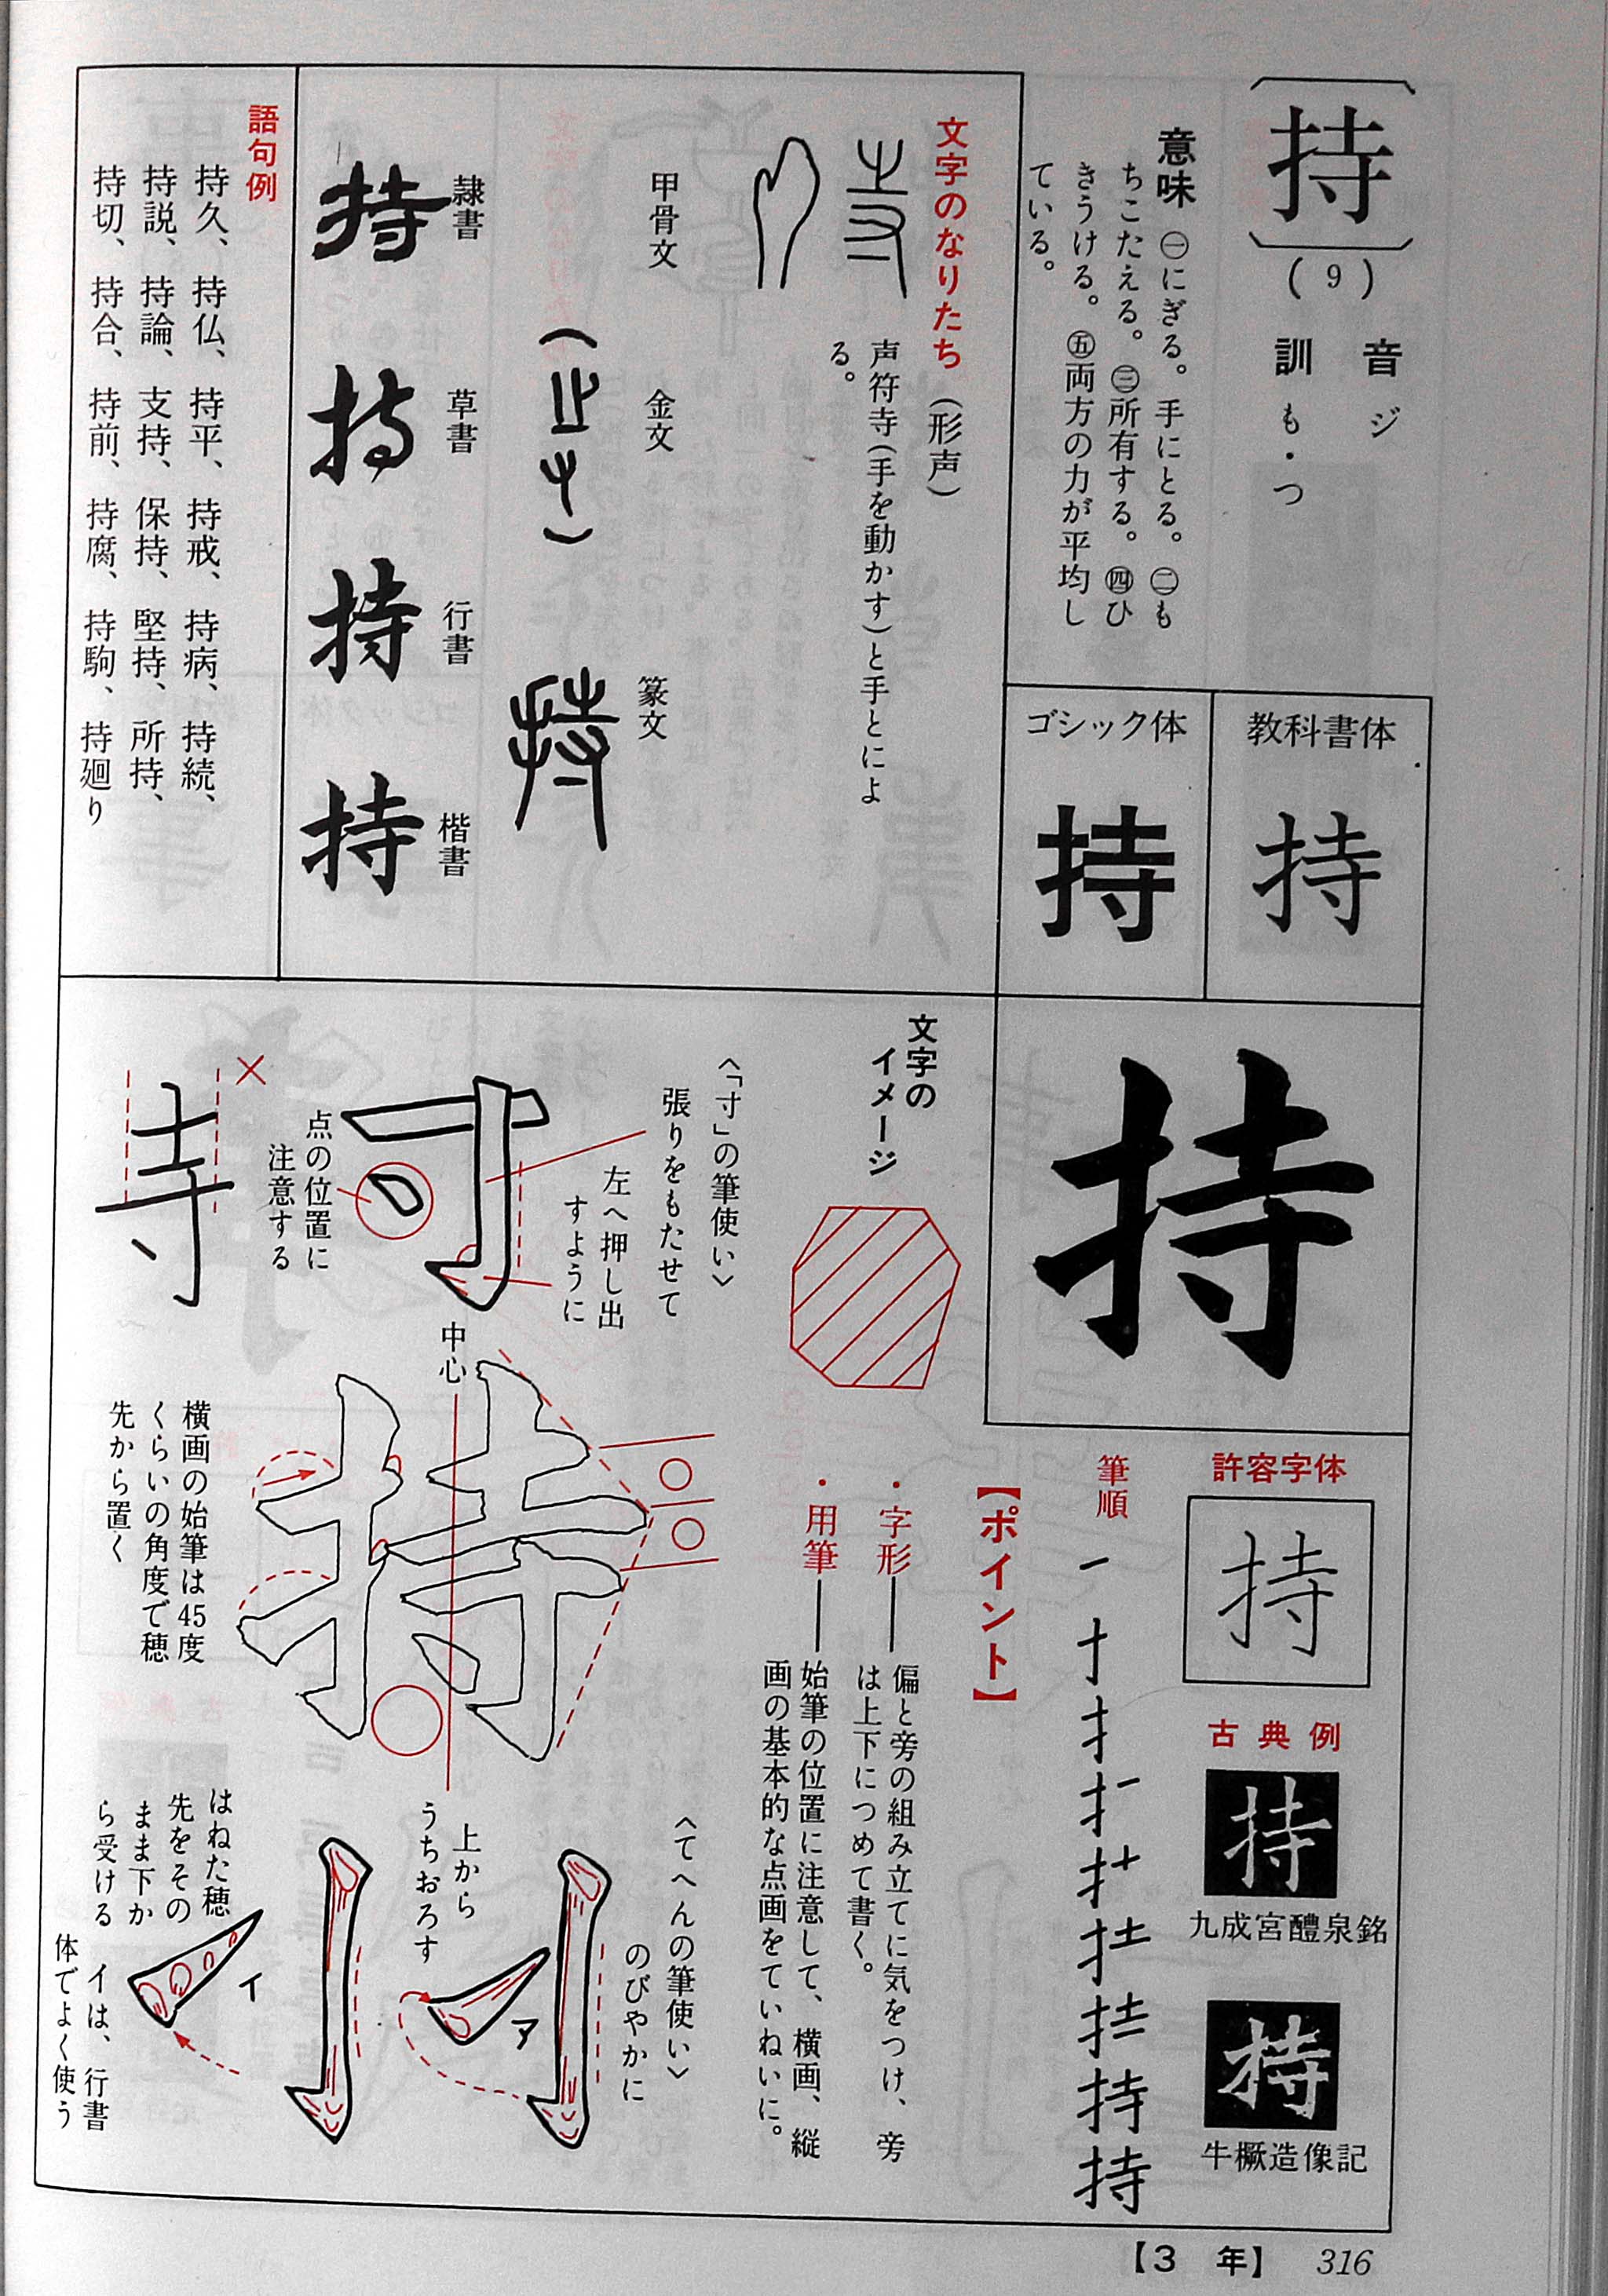 持
(9)
音 ジ
訓 も・つ
意味 ㊀にぎる。手にとる。㊁も
ちこたえる。㊂所有する。㊃ひ
きうける。㊄両方の力が平均し
ている。
教科書体
持
ゴシック体
持
文字のなりたち(形声)
声符寺(手を動かす)と手とによ
る。
甲骨文
金文
篆文
隷書
持
草書
持
行書
持
楷書
持
語句例
持久、持仏、持平、持戒、持病、持続、
持説、持論、支持、保持、堅持、所持、
持切、持合、持前、持腐、持駒、持廻り
持
許容字体
持
古典例
持
九成宮醴泉銘
持
牛橛造像記
筆順
持
【ポイント】
・字形――偏と旁の組み立てに気をつけ、旁
は上下につめて書く。
・用筆――始筆の位置に注意して、横画、縦
画の基本的な点画をていねいに。
文字の
イメージ
〈「寸」の筆使い〉
張りをもたせて
左へ押し出
すように
寸
点の位置に
注意する
×
寺
中心
持
横画の始筆は45度
くらいの角度で穂
先から置く
〈てへんの筆使い〉
のびやかに
ア
上から
うちおろす
イ
はねた穂
先をその
まま下か
ら受ける
イは、行書
体でよく使う
【3年】 316